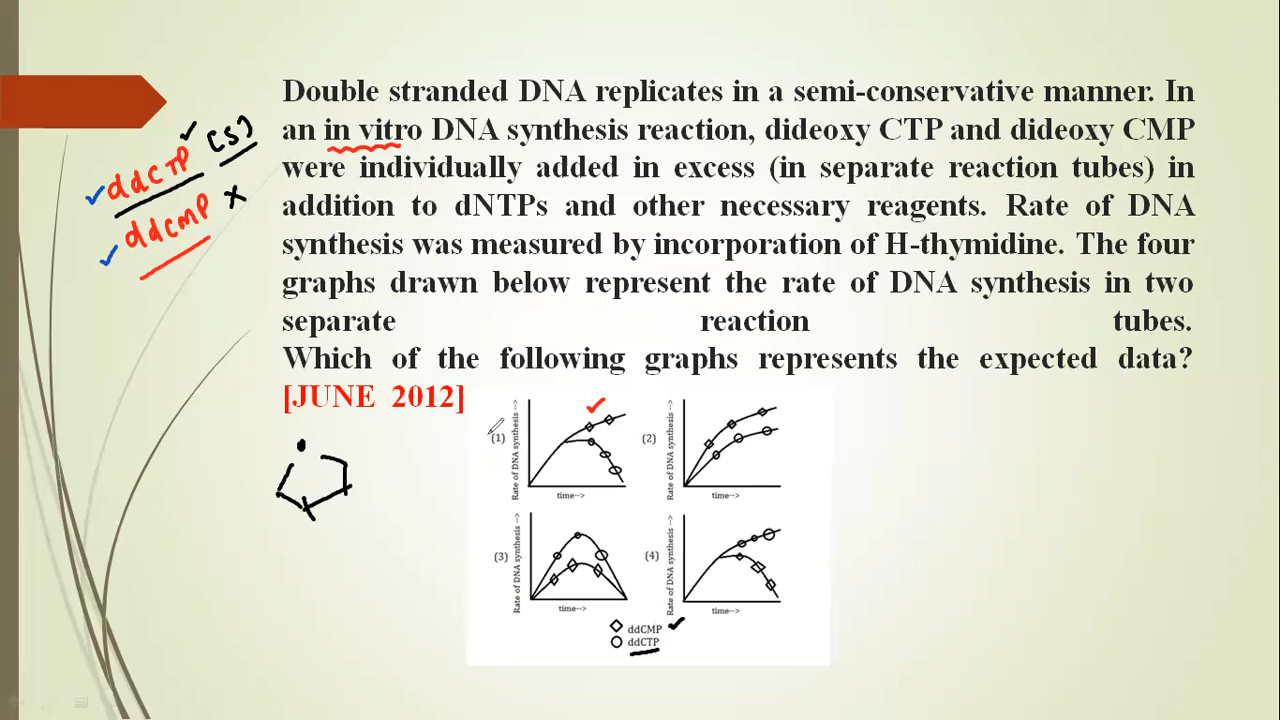 Double stranded DNA replicates in a semi-conservative manner. In
an in vitro DNA synthesis reaction, dideoxy CTP and dideoxy CMP
were individually added in excess (in separate reaction tubes) in
addition to dNTPs and other necessary reagents. Rate of DNA
synthesis was measured by incorporation of H-thymidine. The four
graphs drawn below represent the rate of DNA synthesis in two
separate reaction tubes.
Which of the following graphs represents the expected data?
[JUNE 2012]
ddCTP (S)
ddCMP
(1)
Rate of DNA synthesis -->
time-->
(2)
Rate of DNA synthesis -->
time-->
(3)
Rate of DNA synthesis -->
time-->
(4)
Rate of DNA synthesis -->
time-->
ddCMP
ddCTP